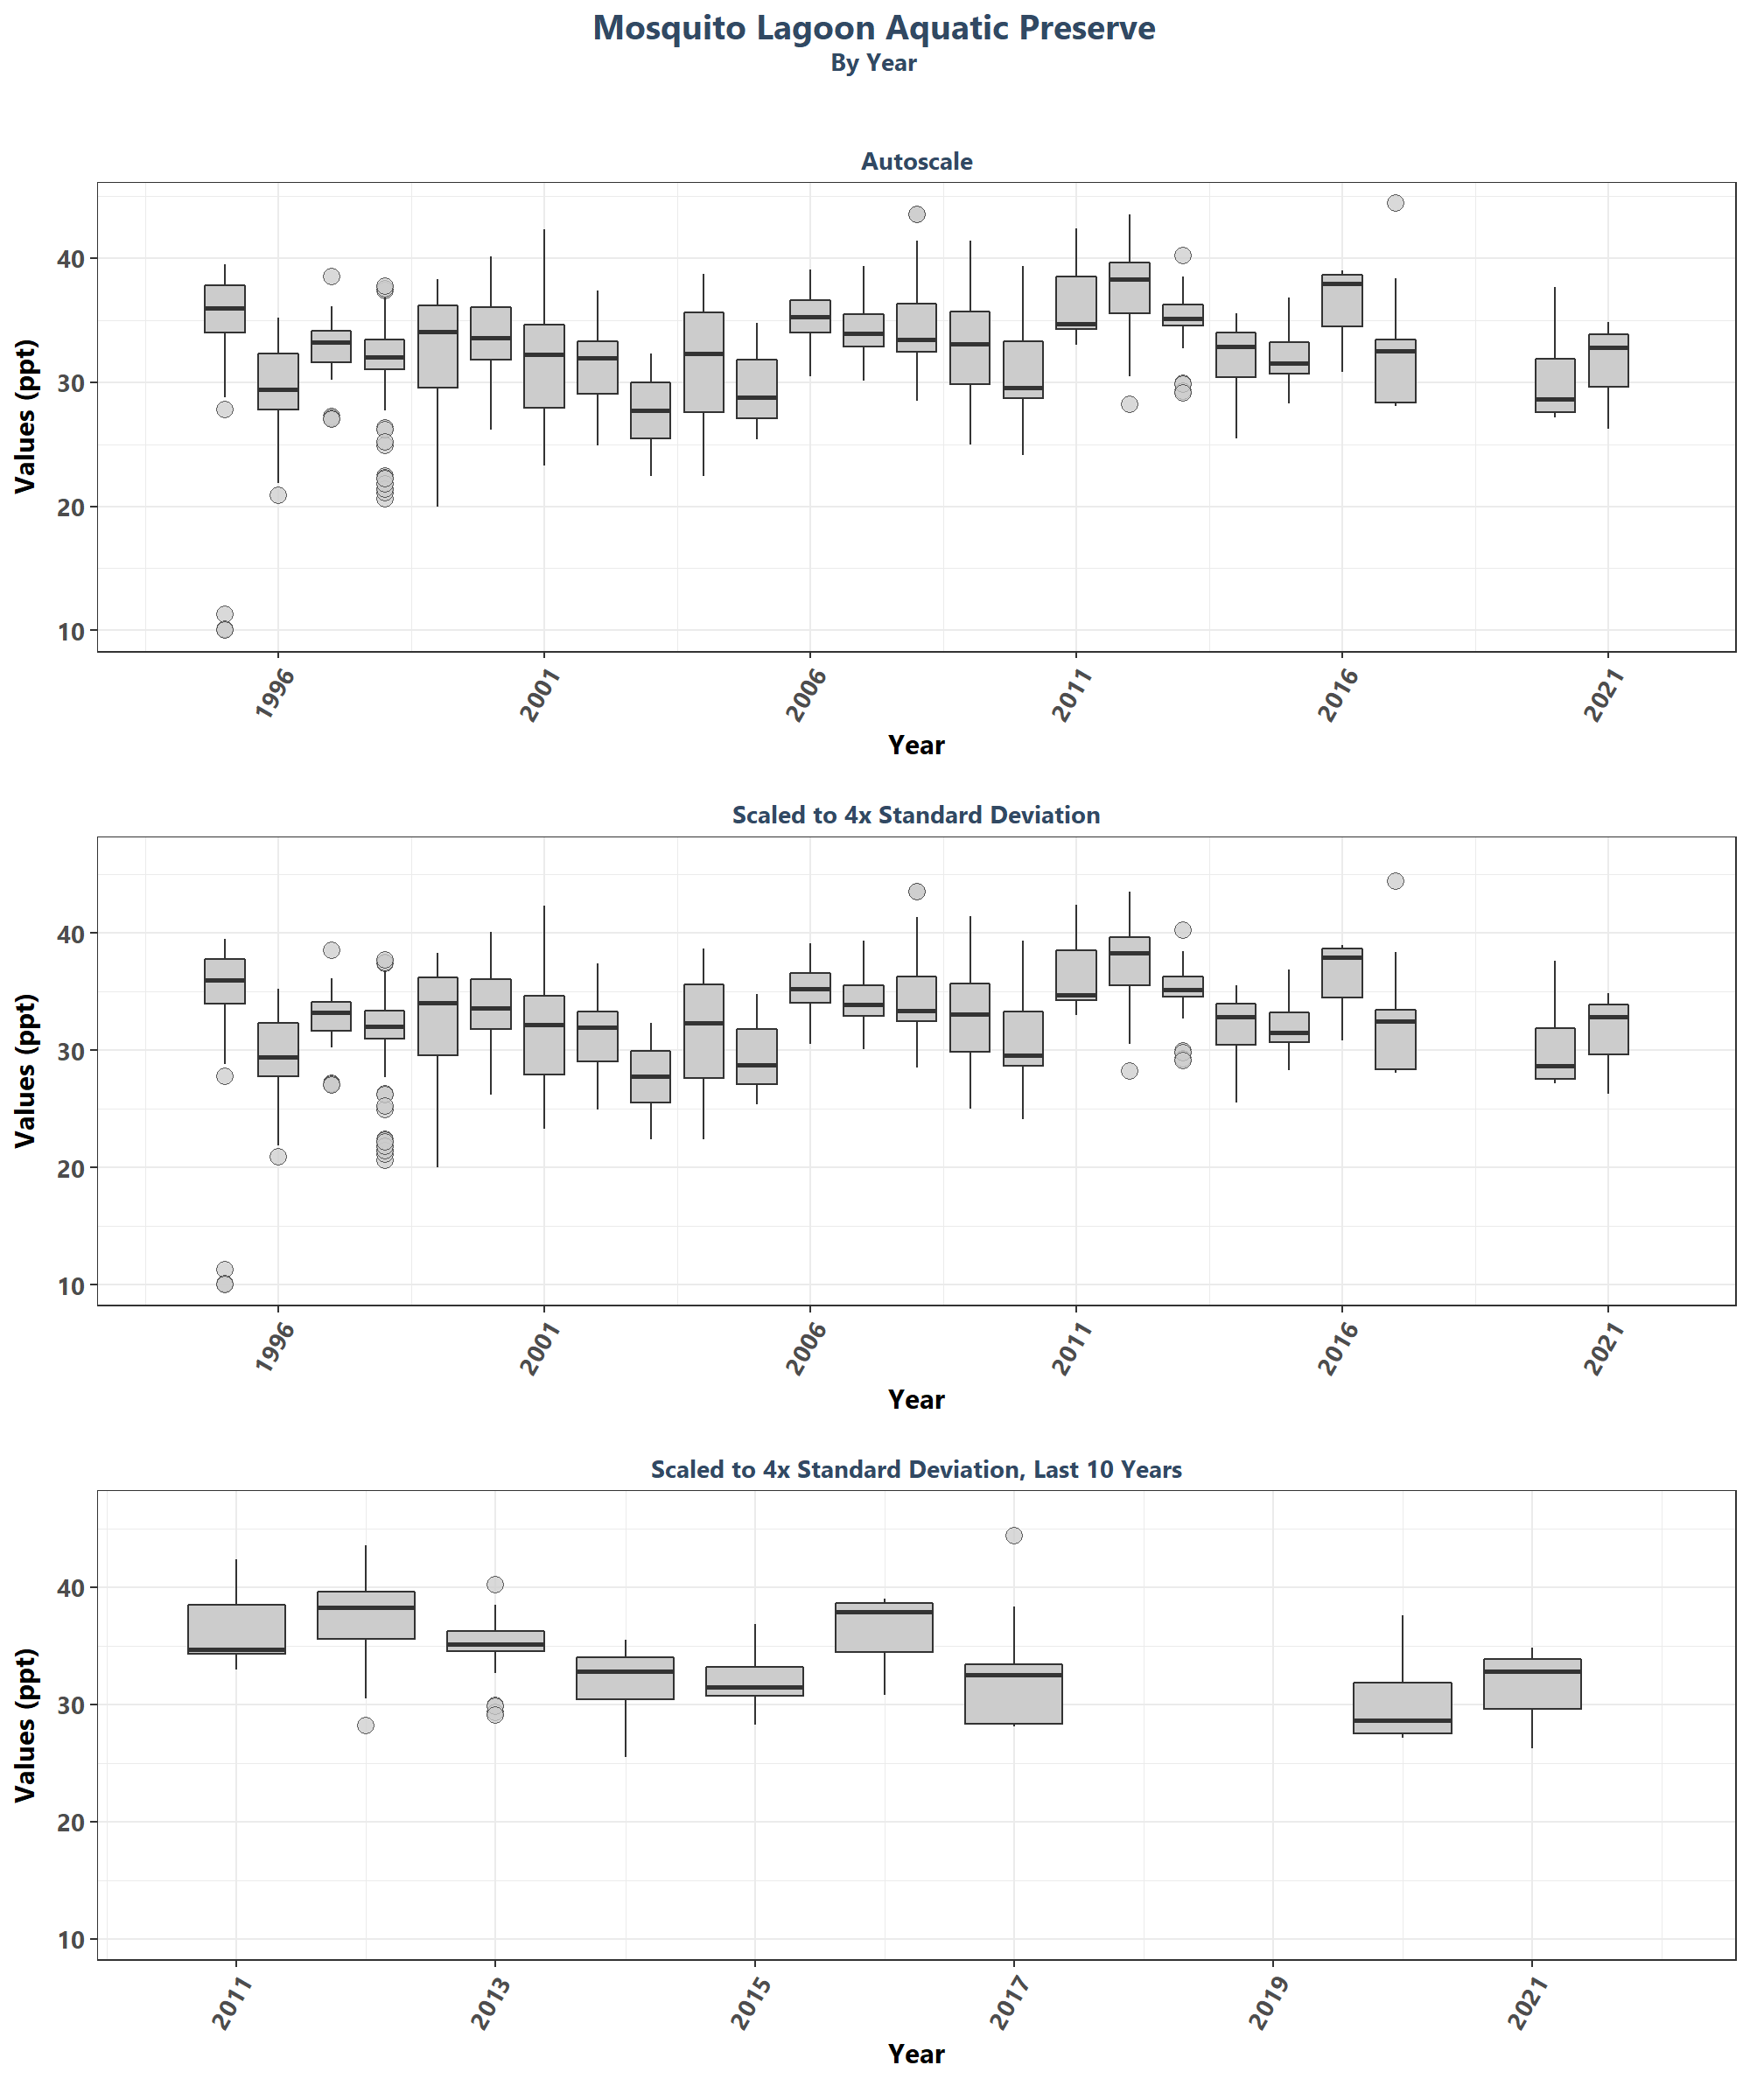 Mosquito Lagoon Aquatic Preserve
By Year
Autoscale
Values (ppt)
40
30
20
10
1996 2001 2006 2011 2016 2021
Year
Scaled to 4x Standard Deviation
Values (ppt)
40
30
20
10
1996 2001 2006 2011 2016 2021
Year
Scaled to 4x Standard Deviation, Last 10 Years
Values (ppt)
40
30
20
10
2011 2013 2015 2017 2019 2021
Year